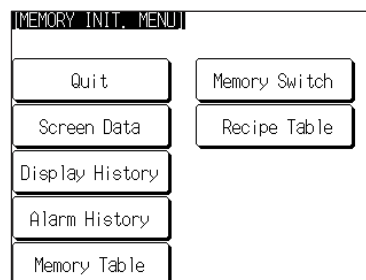 [MEMORY INIT. MENU]
Quit
Memory Switch
Screen Data
Recipe Table
Display History
Alarm History
Memory Table